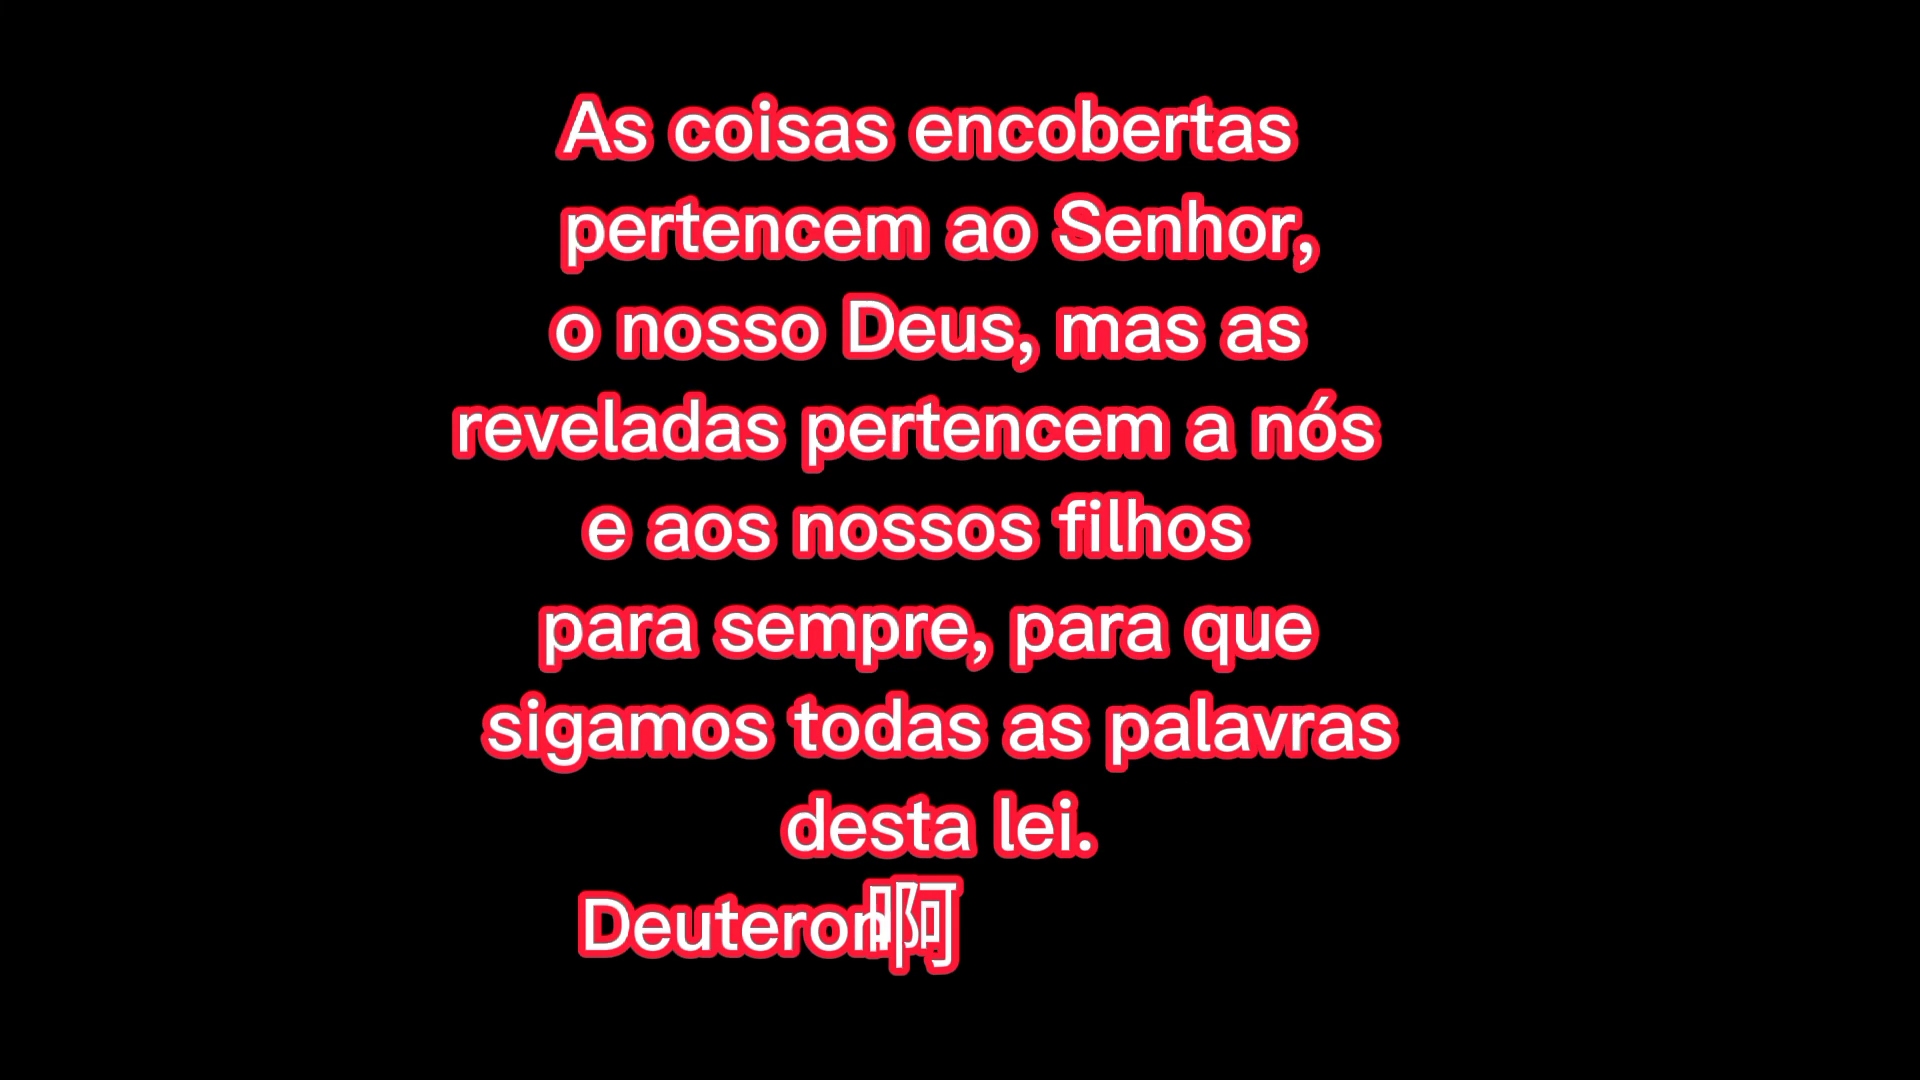 As coisas encobertas
pertencem ao Senhor,
o nosso Deus, mas as
reveladas pertencem a nós
e aos nossos filhos
para sempre, para que
sigamos todas as palavras
desta lei.
Deuteron啊